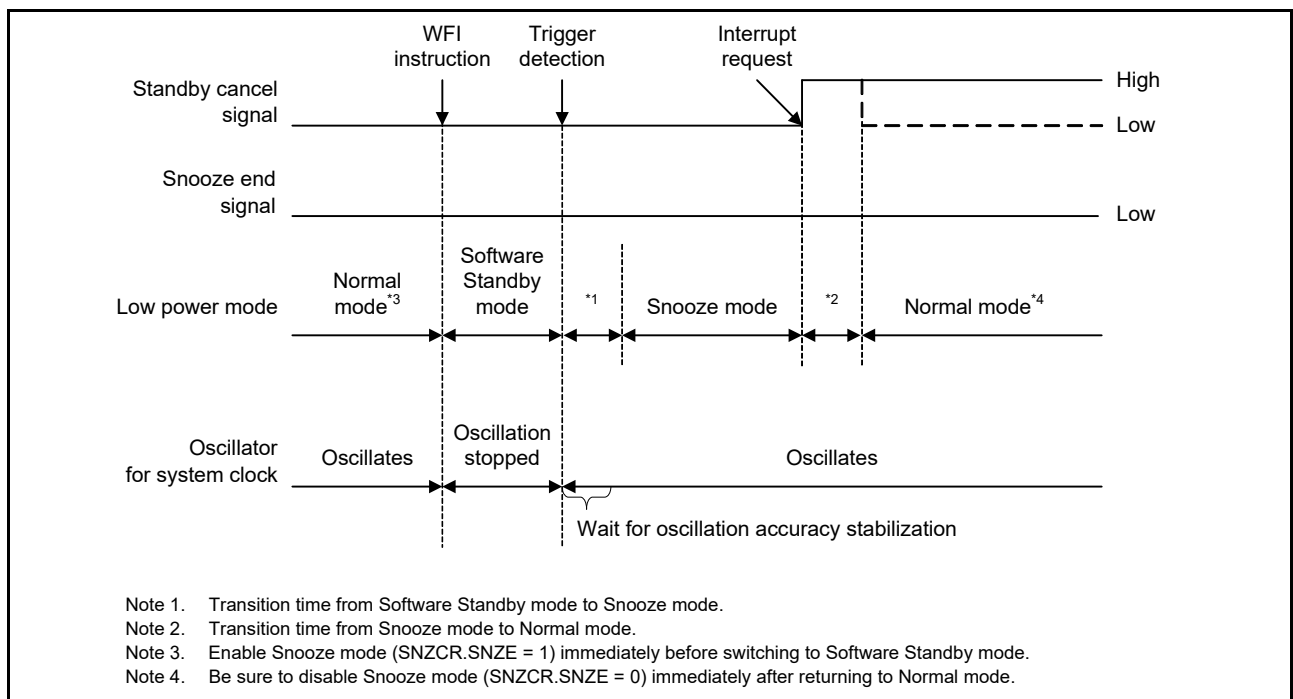 WFI
instruction
Trigger
detection
Interrupt
request
Standby cancel
signal
High
Low
Snooze end
signal
Low
Low power mode
Normal
mode*3
Software
Standby
mode
*1
Snooze mode
*2
Normal mode*4
Oscillator
for system clock
Oscillates
Oscillation
stopped
Oscillates
Wait for oscillation accuracy stabilization
Note 1. Transition time from Software Standby mode to Snooze mode.
Note 2. Transition time from Snooze mode to Normal mode.
Note 3. Enable Snooze mode (SNZCR.SNZE = 1) immediately before switching to Software Standby mode.
Note 4. Be sure to disable Snooze mode (SNZCR.SNZE = 0) immediately after returning to Normal mode.